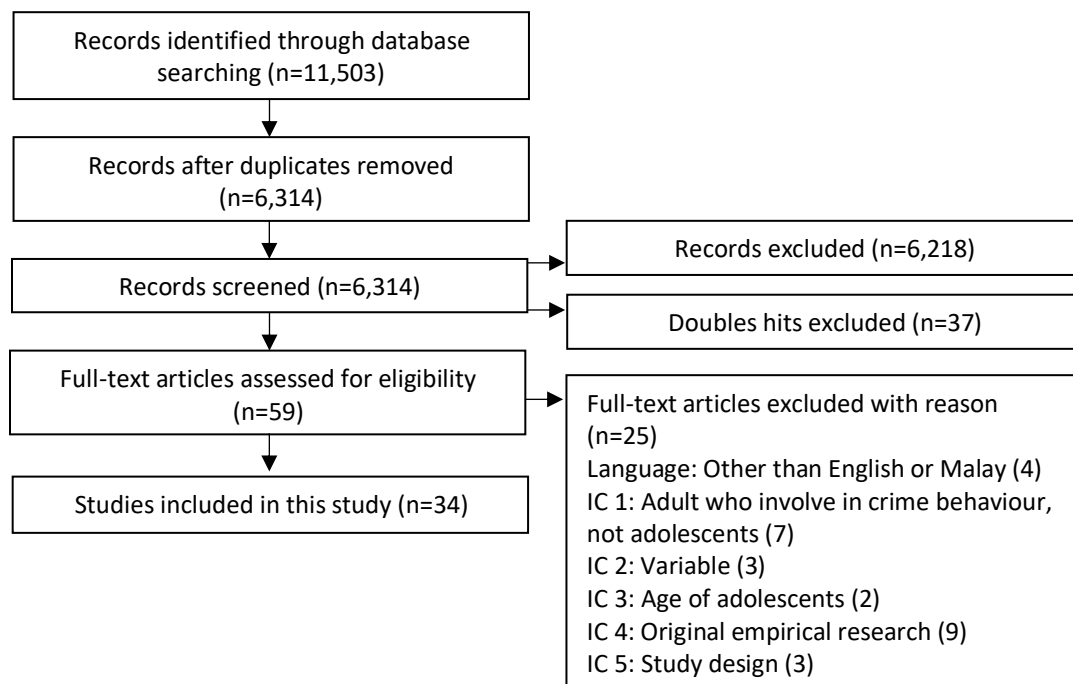 Records identified through database
searching (n=11,503)
Records after duplicates removed
(n=6,314)
Records screened (n=6,314)
Records excluded (n=6,218)
Doubles hits excluded (n=37)
Full-text articles assessed for eligibility
(n=59)
Full-text articles excluded with reason
(n=25)
Language: Other than English or Malay (4)
IC 1: Adult who involve in crime behaviour,
not adolescents (7)
IC 2: Variable (3)
IC 3: Age of adolescents (2)
IC 4: Original empirical research (9)
IC 5: Study design (3)
Studies included in this study (n=34)